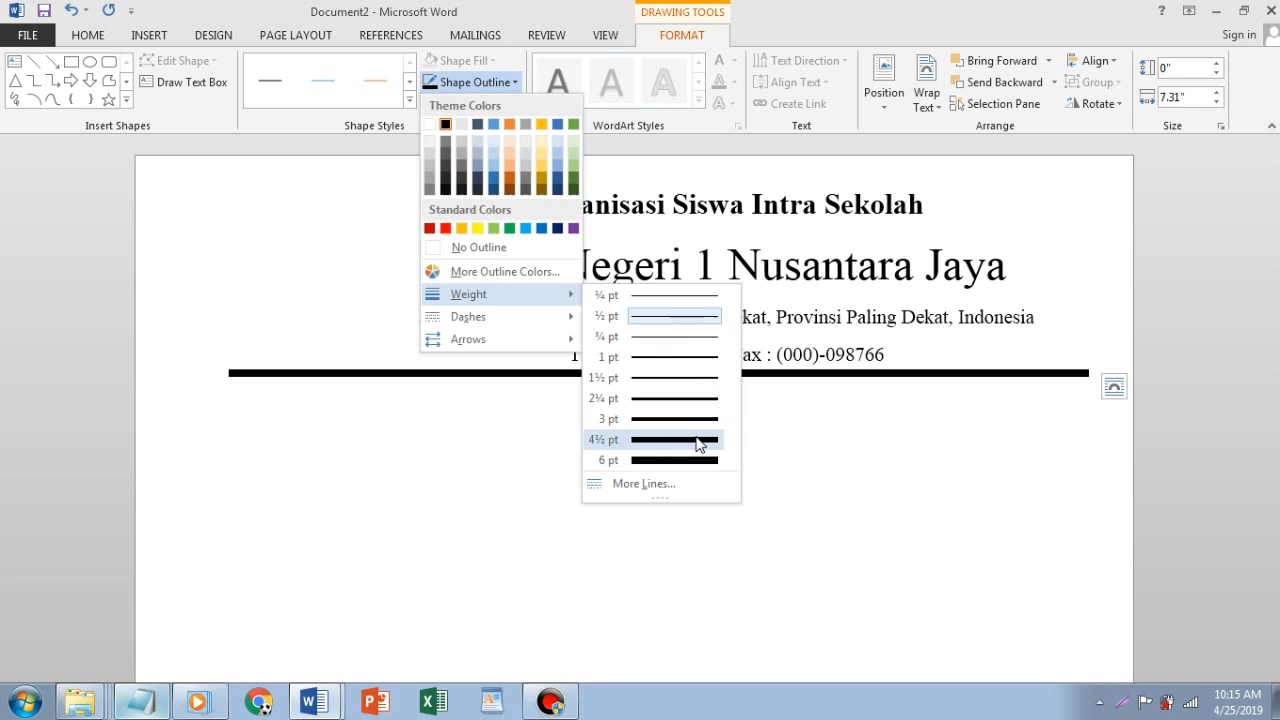 Document2 - Microsoft Word
DRAWING TOOLS
FILE
HOME
INSERT
DESIGN
PAGE LAYOUT
REFERENCES
MAILINGS
REVIEW
VIEW
FORMAT
Sign in
Edit Shape
Draw Text Box
Insert Shapes
Shape Styles
Shape Fill
Shape Outline
WordArt Styles
Text Direction
Align Text
Create Link
Text
Position
Wrap
Text
Bring Forward
Send Backward
Selection Pane
Align
Group
Rotate
Arrange
0"
7.31"
Size
Theme Colors
Standard Colors
No Outline
More Outline Colors...
Weight
Dashes
Arrows
¼ pt
½ pt
¾ pt
1 pt
1½ pt
2¼ pt
3 pt
4½ pt
6 pt
More Lines...
anisasi Siswa Intra Sekolah
Negeri 1 Nusantara Jaya
kat, Provinsi Paling Dekat, Indonesia
ax : (000)-098766
10:15 AM
4/25/2019